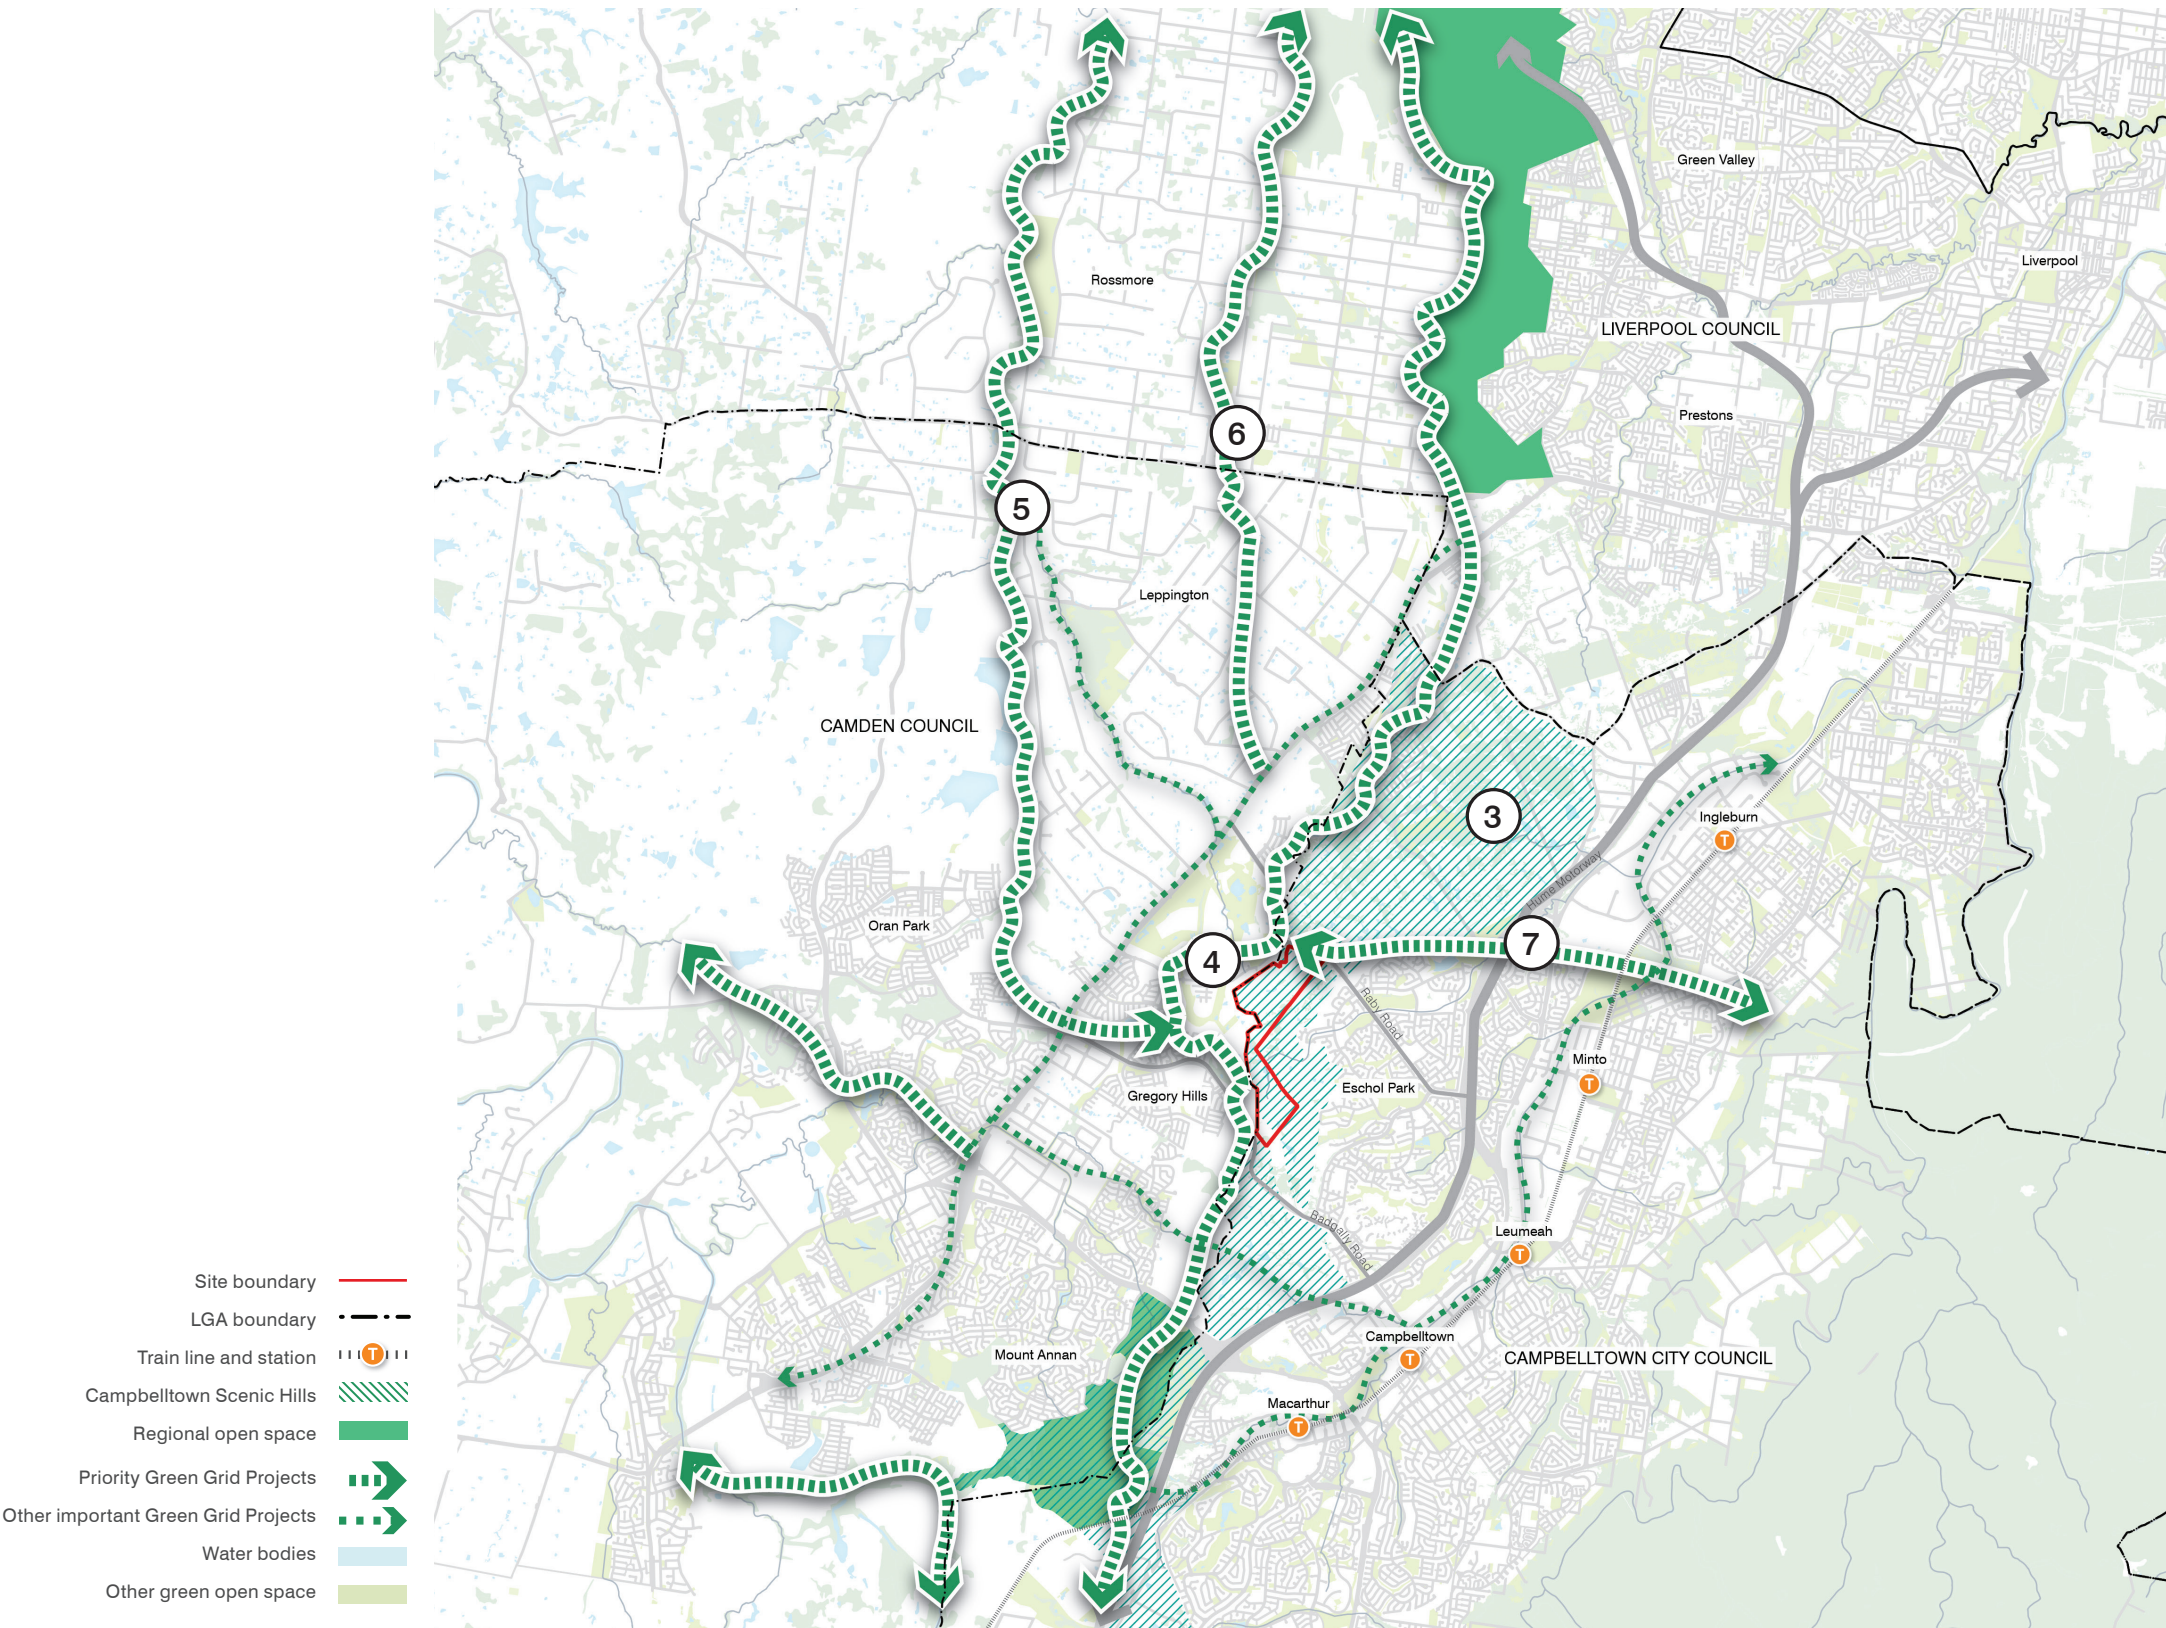 Green Valley
Liverpool
Rossmore
LIVERPOOL COUNCIL
Prestons
6
5
Leppington
CAMDEN COUNCIL
3
Ingleburn
T
Hume Motorway
Oran Park
7
4
Raby Road
Minto
T
Eschol Park
Gregory Hills
Badgally Road
Leumeah
T
Campbelltown
T
Mount Annan
CAMPBELLTOWN CITY COUNCIL
Macarthur
T
Site boundary
LGA boundary
Train line and station
T
Campbelltown Scenic Hills
Regional open space
Priority Green Grid Projects
Other important Green Grid Projects
Water bodies
Other green open space